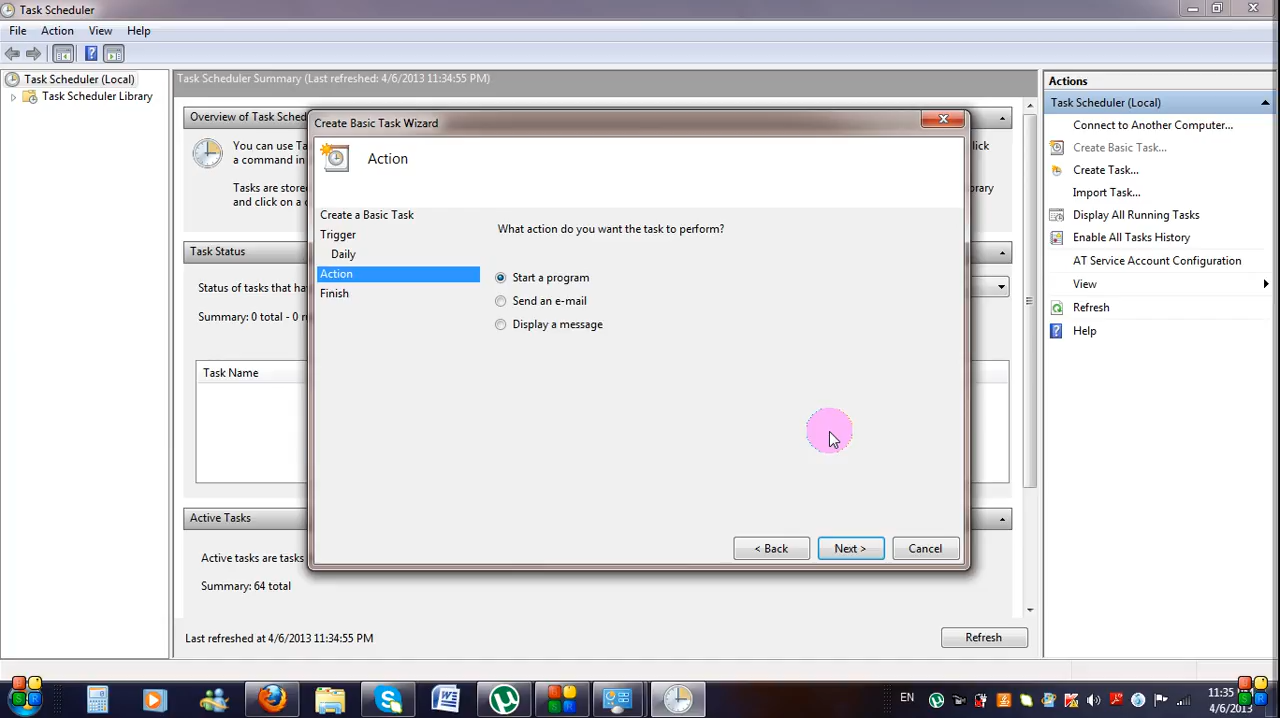 Task Scheduler
File Action View Help
Task Scheduler (Local)
Task Scheduler Library
Task Scheduler Summary (Last refreshed: 4/6/2013 11:34:55 PM)
Overview of Task Sched
You can use Ta
click
a command in
Tasks are store
rary
and click on a c
Task Status
Status of tasks that ha
Summary: 0 total - 0 ru
Task Name
Active Tasks
Active tasks are tasks
Summary: 64 total
Last refreshed at 4/6/2013 11:34:55 PM
Refresh
Create Basic Task Wizard
Action
Create a Basic Task
Trigger
Daily
Action
Finish
What action do you want the task to perform?
Start a program
Send an e-mail
Display a message
< Back
Next >
Cancel
Actions
Task Scheduler (Local)
Connect to Another Computer...
Create Basic Task...
Create Task...
Import Task...
Display All Running Tasks
Enable All Tasks History
AT Service Account Configuration
View
Refresh
Help
EN
11:35
4/6/2013